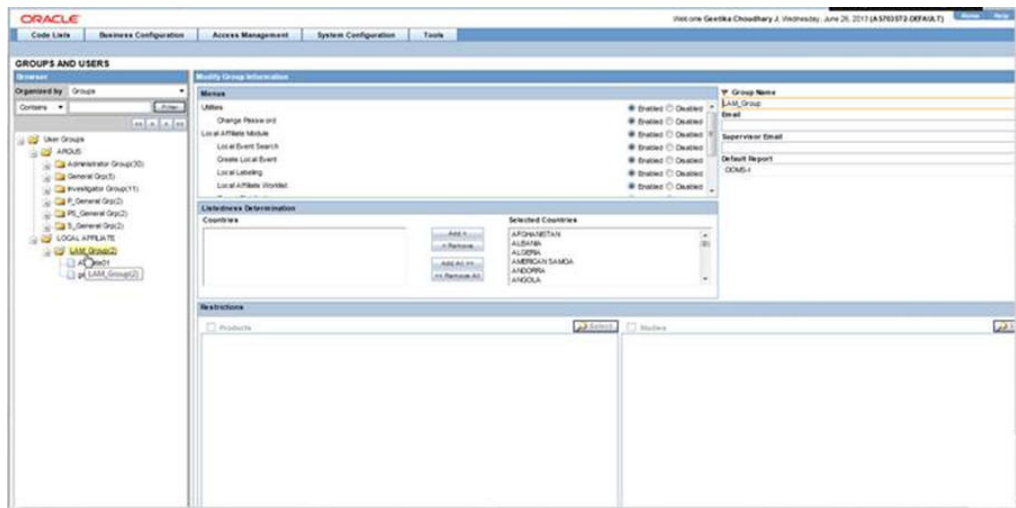 ORACLE
Welcome Geetika Choudhary J, Wednesday, June 26, 2013 (AS703ST2-DEFAULT)
Home
Help
Code Lists
Business Configuration
Access Management
System Configuration
Tools
GROUPS AND USERS
Browser
Organized by Groups
Contains
Filter
User Groups
ARGUS
Administrator Group(30)
General Grp(5)
Investigator Group(11)
P_General Grp(2)
PS_General Grp(2)
S_General Grp(2)
LOCAL AFFILIATE
LAM_Group(2)
LAM_Group(2)
Modify Group Information
Menus
Utilities
Enabled Disabled
Change Password
Enabled Disabled
Local Affiliate Module
Enabled Disabled
Local Event Search
Enabled Disabled
Create Local Event
Enabled Disabled
Local Labeling
Enabled Disabled
Local Affiliate Worklist
Enabled Disabled
Group Name
LAM_Group
Email
Supervisor Email
Default Report
CIOMS-I
Listedness Determination
Countries
Selected Countries
Add >
< Remove
Add All >>
<< Remove All
AFGHANISTAN
ALBANIA
ALGERIA
AMERICAN SAMOA
ANDORRA
ANGOLA
Restrictions
Products
Select
Studies